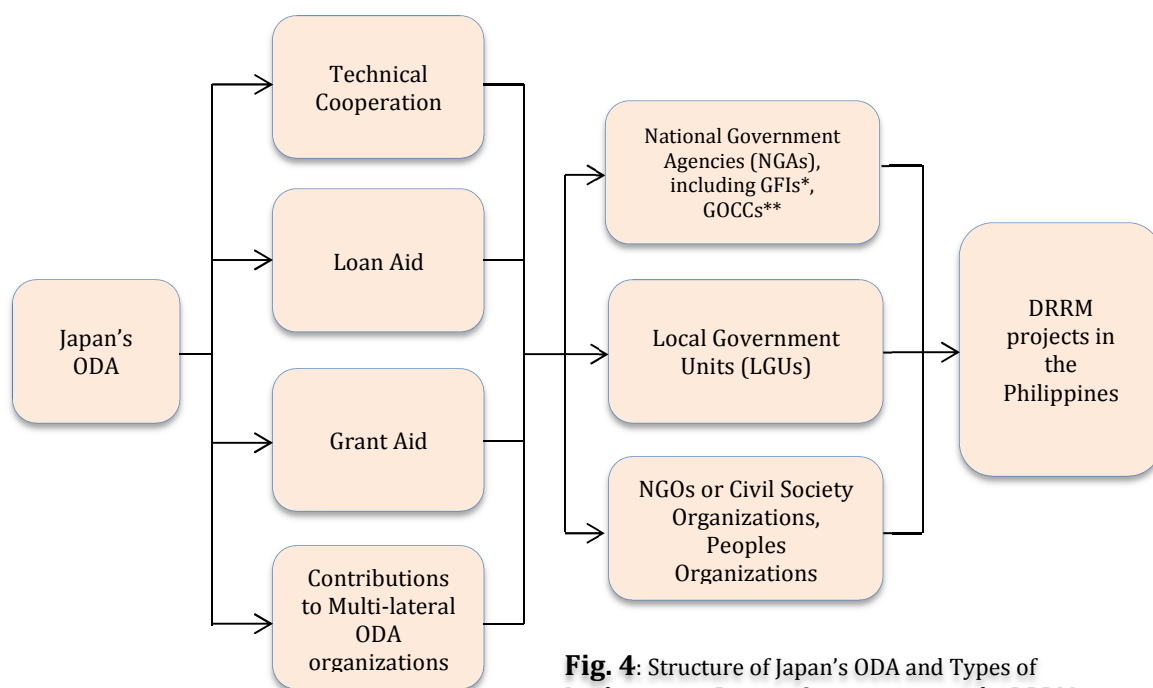 Japan's
ODA
Technical
Cooperation
Loan Aid
Grant Aid
Contributions
to Multi-lateral
ODA
organizations
National Government
Agencies (NGAs),
including GFIs*,
GOCCs**
Local Government
Units (LGUs)
NGOs or Civil Society
Organizations,
Peoples
Organizations
DRRM
projects in
the
Philippines
Fig. 4: Structure of Japan's ODA and Types of